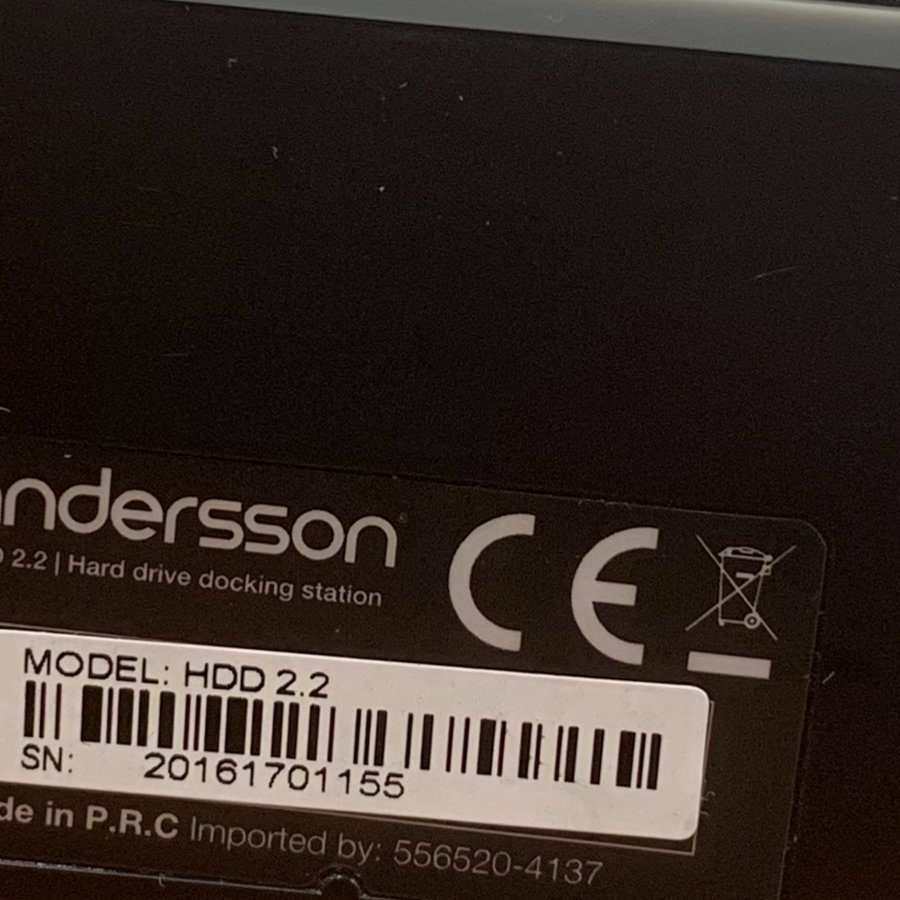 andersson
2.2 | Hard drive docking station
CE
MODEL: HDD 2.2
SN: 20161701155
de in P.R.C Imported by: 556520-4137